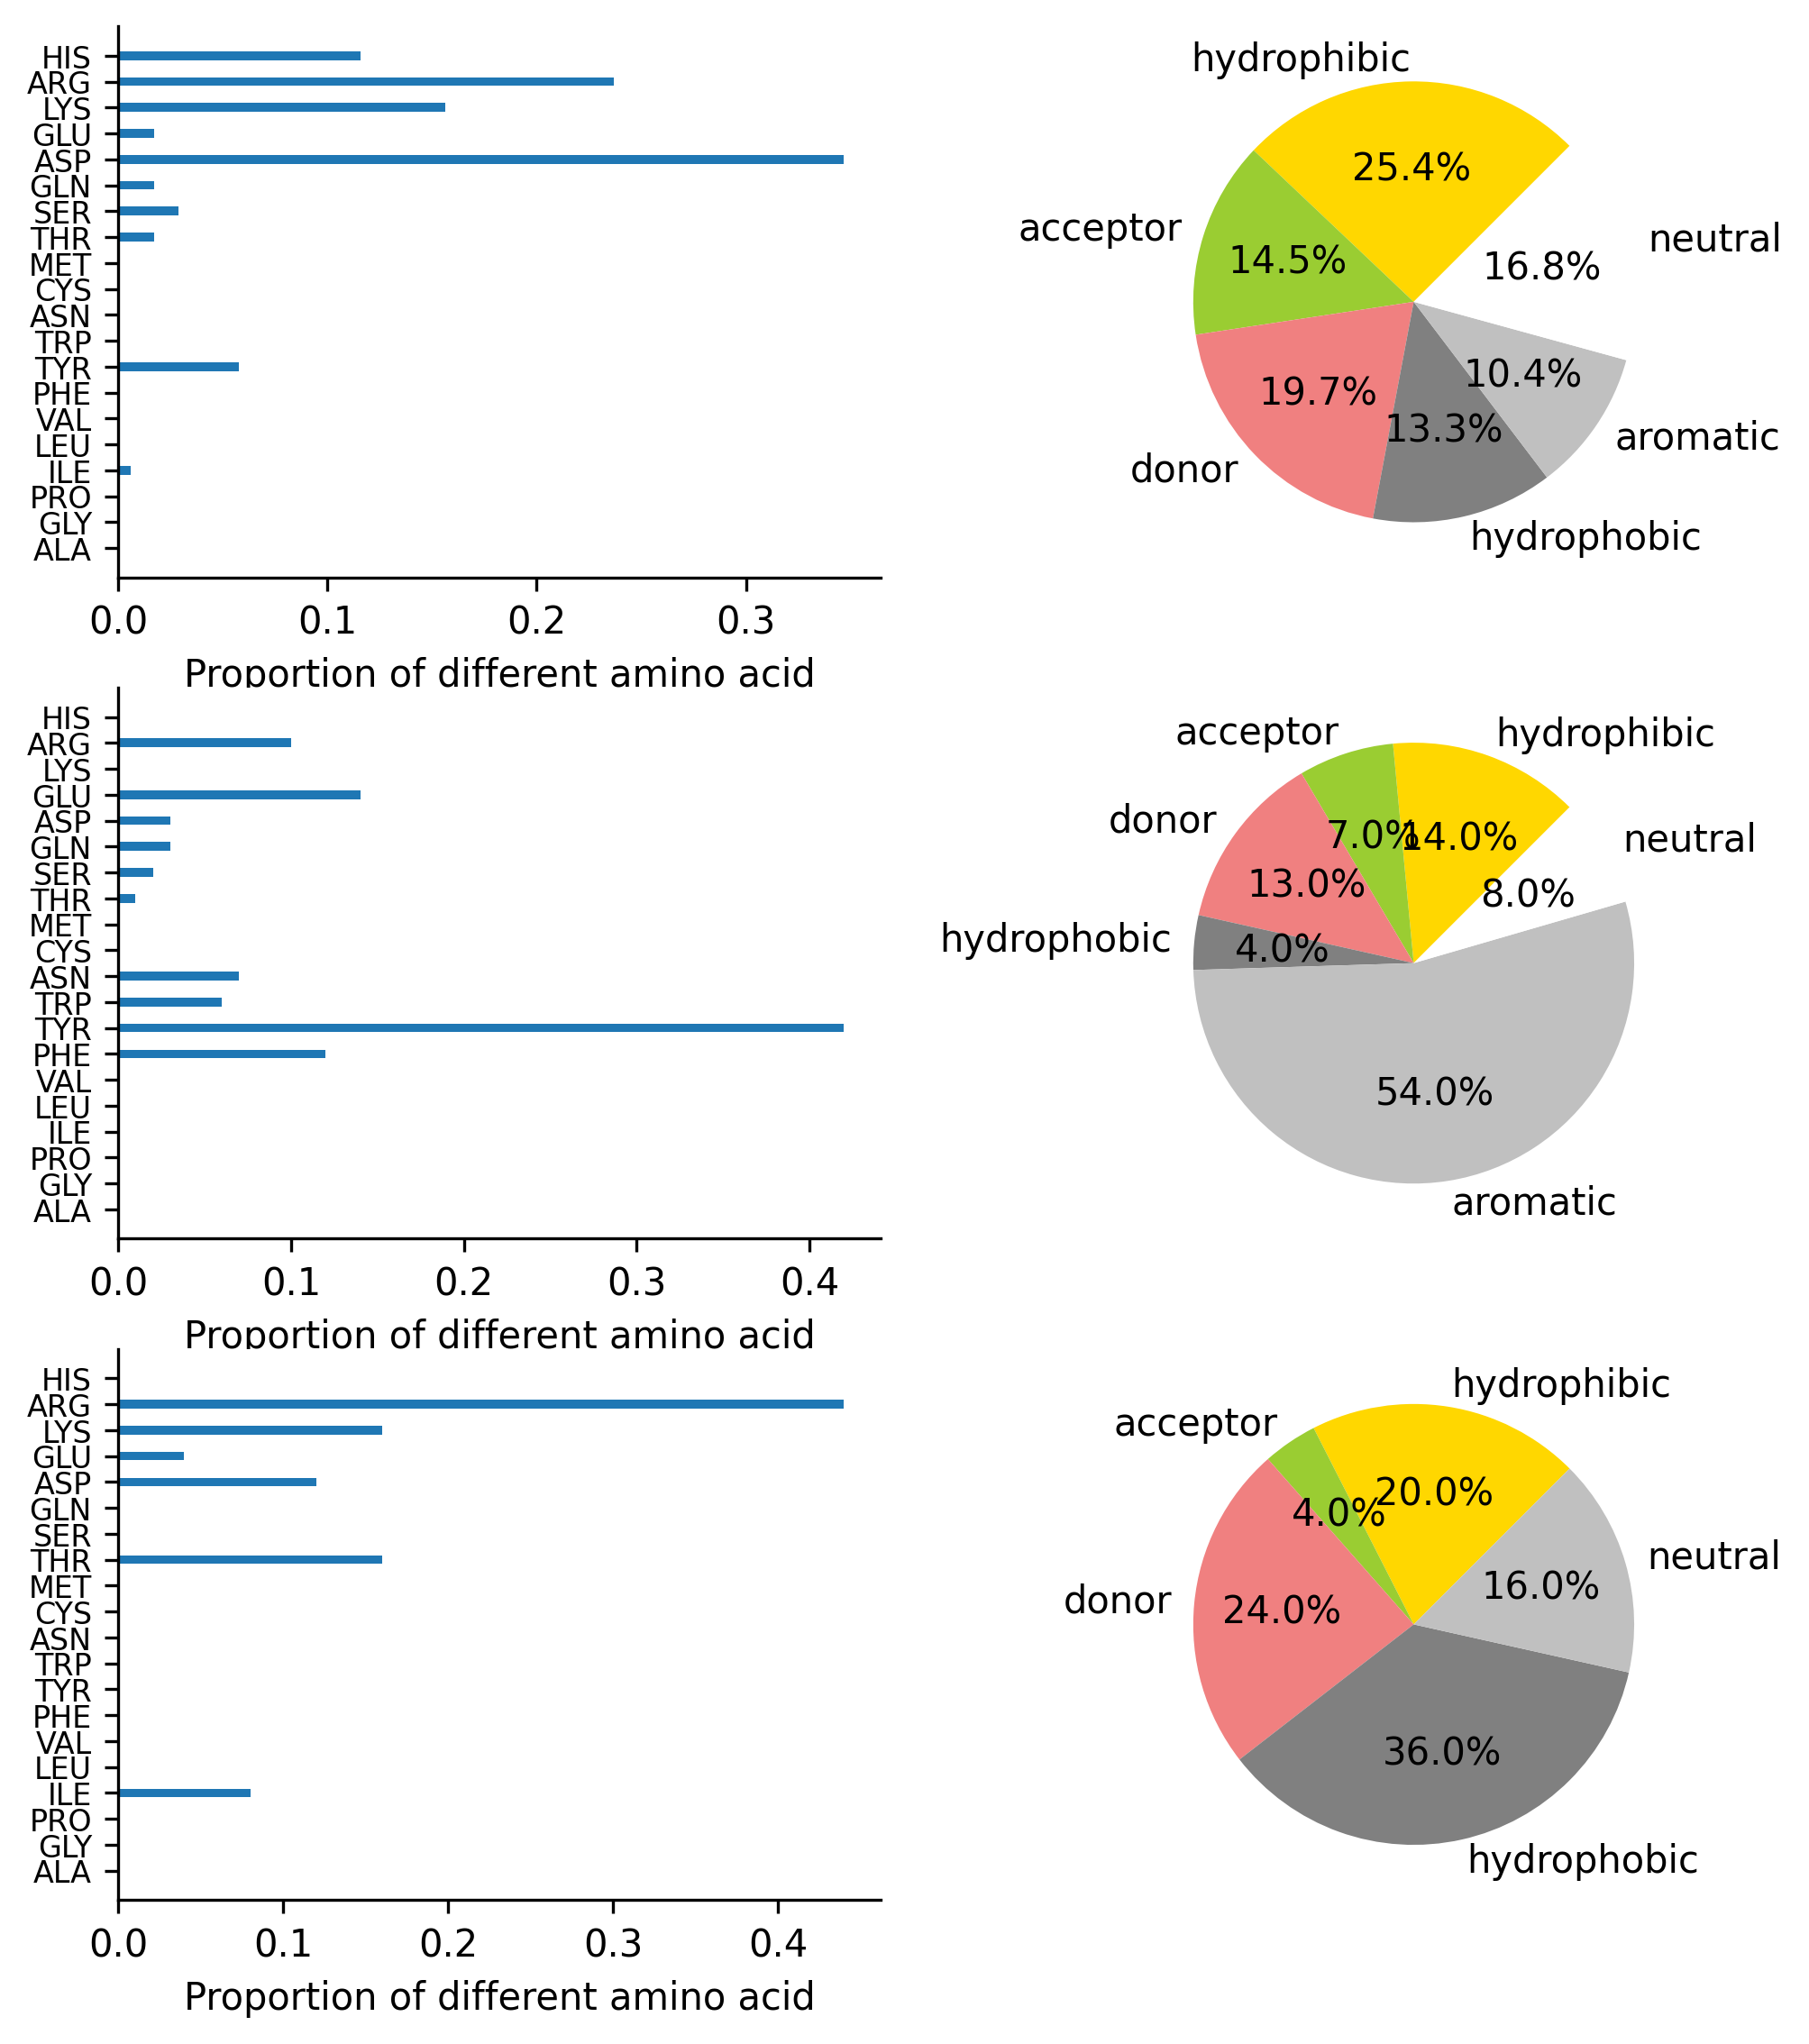 HIS
ARG
LYS
GLU
ASP
GLN
SER
THR
MET
CYS
ASN
TRP
TYR
PHE
VAL
LEU
ILE
PRO
GLY
ALA
0.0 0.1 0.2 0.3
Proportion of different amino acid
hydrophibic
25.4%
acceptor
14.5%
neutral
16.8%
19.7%
donor
10.4%
13.3%
aromatic
hydrophobic
HIS
ARG
LYS
GLU
ASP
GLN
SER
THR
MET
CYS
ASN
TRP
TYR
PHE
VAL
LEU
ILE
PRO
GLY
ALA
0.0 0.1 0.2 0.3 0.4
Proportion of different amino acid
acceptor
hydrophibic
donor
7.0%
14.0%
neutral
13.0%
8.0%
hydrophobic
4.0%
54.0%
aromatic
HIS
ARG
LYS
GLU
ASP
GLN
SER
THR
MET
CYS
ASN
TRP
TYR
PHE
VAL
LEU
ILE
PRO
GLY
ALA
0.0 0.1 0.2 0.3 0.4
Proportion of different amino acid
hydrophibic
acceptor
20.0%
4.0%
neutral
16.0%
donor
24.0%
36.0%
hydrophobic